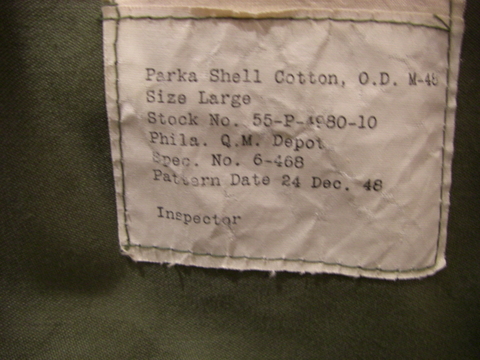 Parka Shell Cotton, O.D. M-48
Size Large
Stock No. 55-P-4980-10
Phila. Q.M. Depot
Spec. No. 6-468
Pattern Date 24 Dec. 48
Inspector